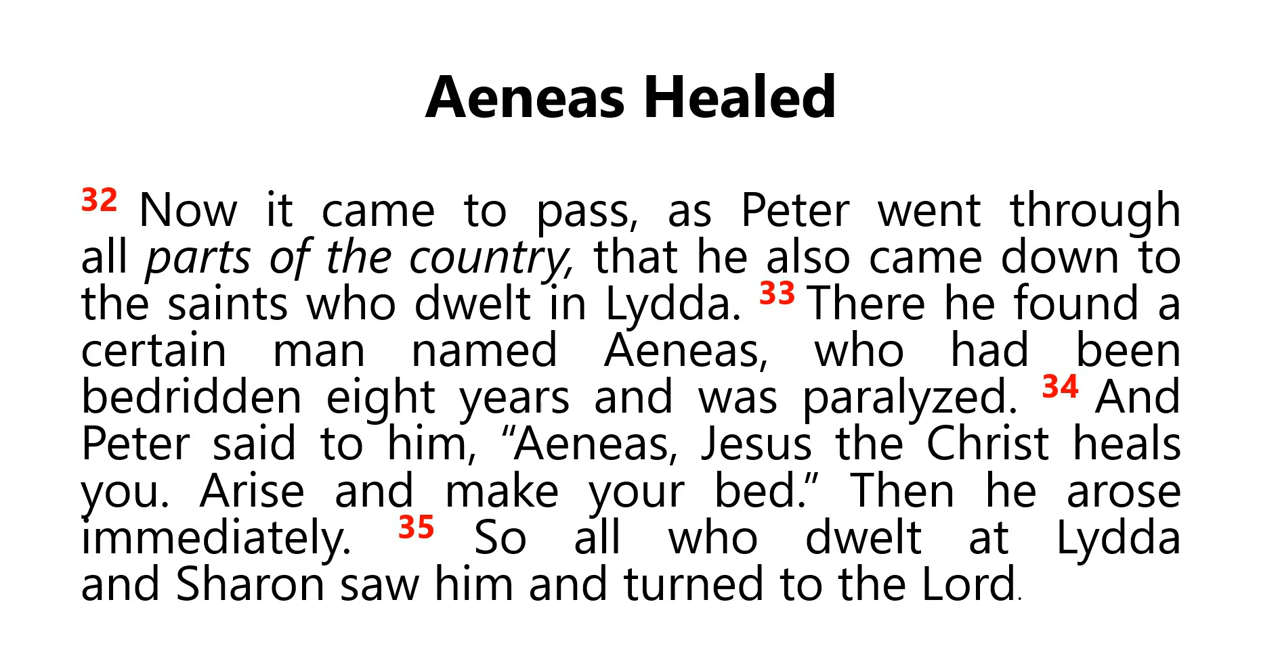 Aeneas Healed
32 Now it came to pass, as Peter went through
all parts of the country, that he also came down to
the saints who dwelt in Lydda. 33 There he found a
certain man named Aeneas, who had been
bedridden eight years and was paralyzed. 34 And
Peter said to him, “Aeneas, Jesus the Christ heals
you. Arise and make your bed.” Then he arose
immediately. 35 So all who dwelt at Lydda
and Sharon saw him and turned to the Lord.